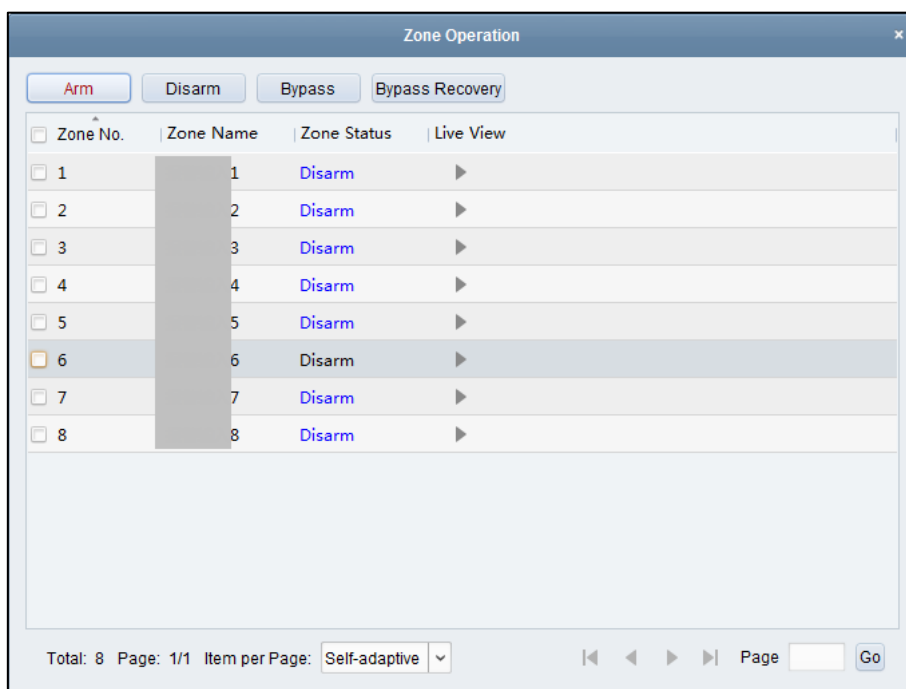 Zone Operation ×
Arm Disarm Bypass Bypass Recovery
Zone No. Zone Name Zone Status Live View
1 1 Disarm
2 2 Disarm
3 3 Disarm
4 4 Disarm
5 5 Disarm
6 6 Disarm
7 7 Disarm
8 8 Disarm
Total: 8 Page: 1/1 Item per Page: Self-adaptive Page Go